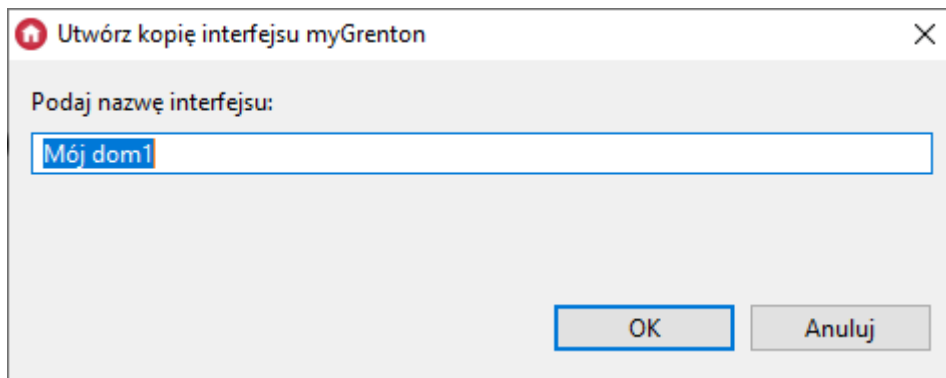 Utwórz kopię interfejsu myGrenton
Podaj nazwę interfejsu:
Mój dom1
OK
Anuluj